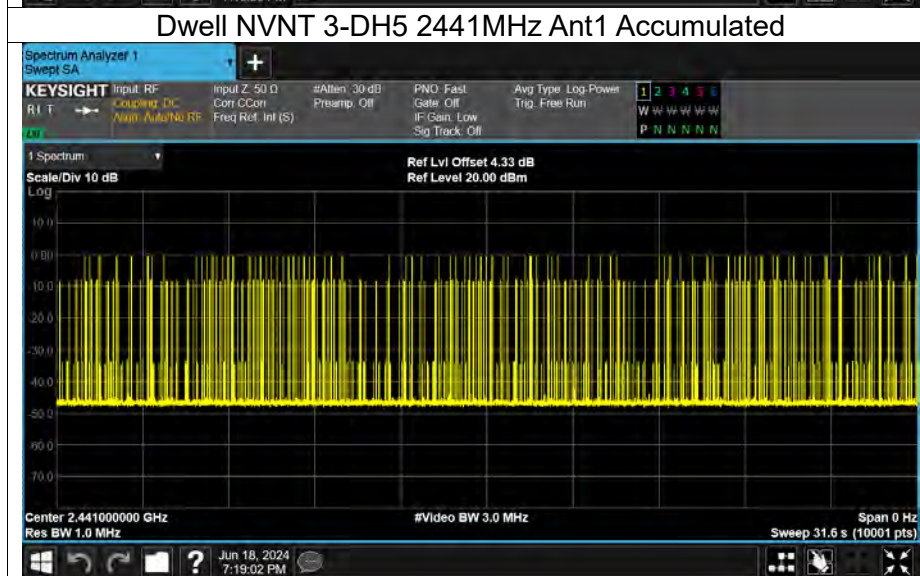 Dwell NVNT 3-DH5 2441MHz Ant1 Accumulated
Spectrum Analyzer 1
Swept SA
+
KEYSIGHT Input: RF Input Z: 50 Ω #Atten: 30 dB PNO: Fast Avg Type: Log-Power 1 2 3 4 5 6
Coupling: DC Corr CCorr Preamp: Off Gate: Off Trig: Free Run W W W W W W
Align: Auto/No RF Freq Ref: Int (S) IF Gain: Low
Sig Track: Off P N N N N N
1 Spectrum
Ref Lvl Offset 4.33 dB
Scale/Div 10 dB Ref Level 20.00 dBm
Log
10.0
0.00
-10.0
-20.0
-30.0
-40.0
-50.0
-60.0
-70.0
Center 2.441000000 GHz #Video BW 3.0 MHz Span 0 Hz
Res BW 1.0 MHz Sweep 31.6 s (10001 pts)
? Jun 18, 2024
7:19:02 PM